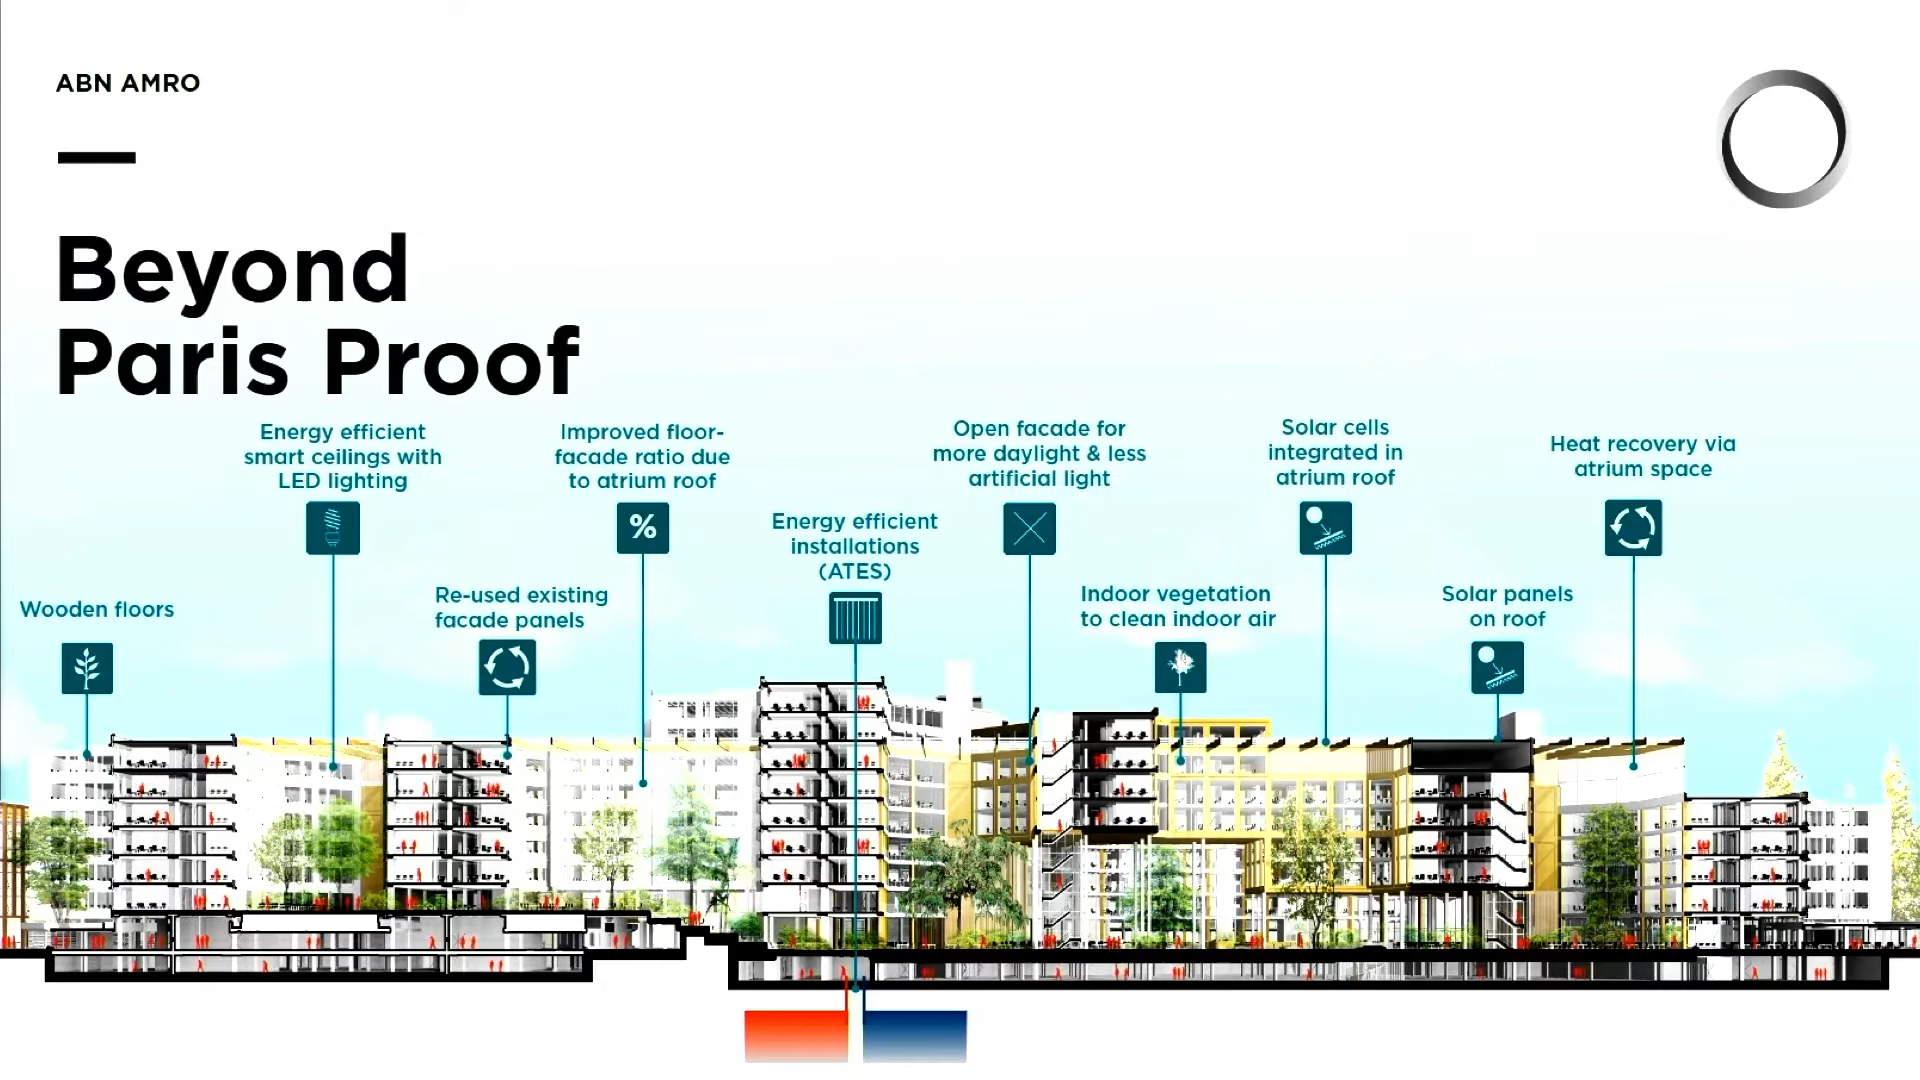 ABN AMRO
Beyond
Paris Proof
Energy efficient
smart ceilings with
LED lighting
Improved floor-
facade ratio due
to atrium roof
%
Open facade for
more daylight & less
artificial light
Solar cells
integrated in
atrium roof
Heat recovery via
atrium space
Energy efficient
installations
(ATES)
Wooden floors
Re-used existing
facade panels
Indoor vegetation
to clean indoor air
Solar panels
on roof